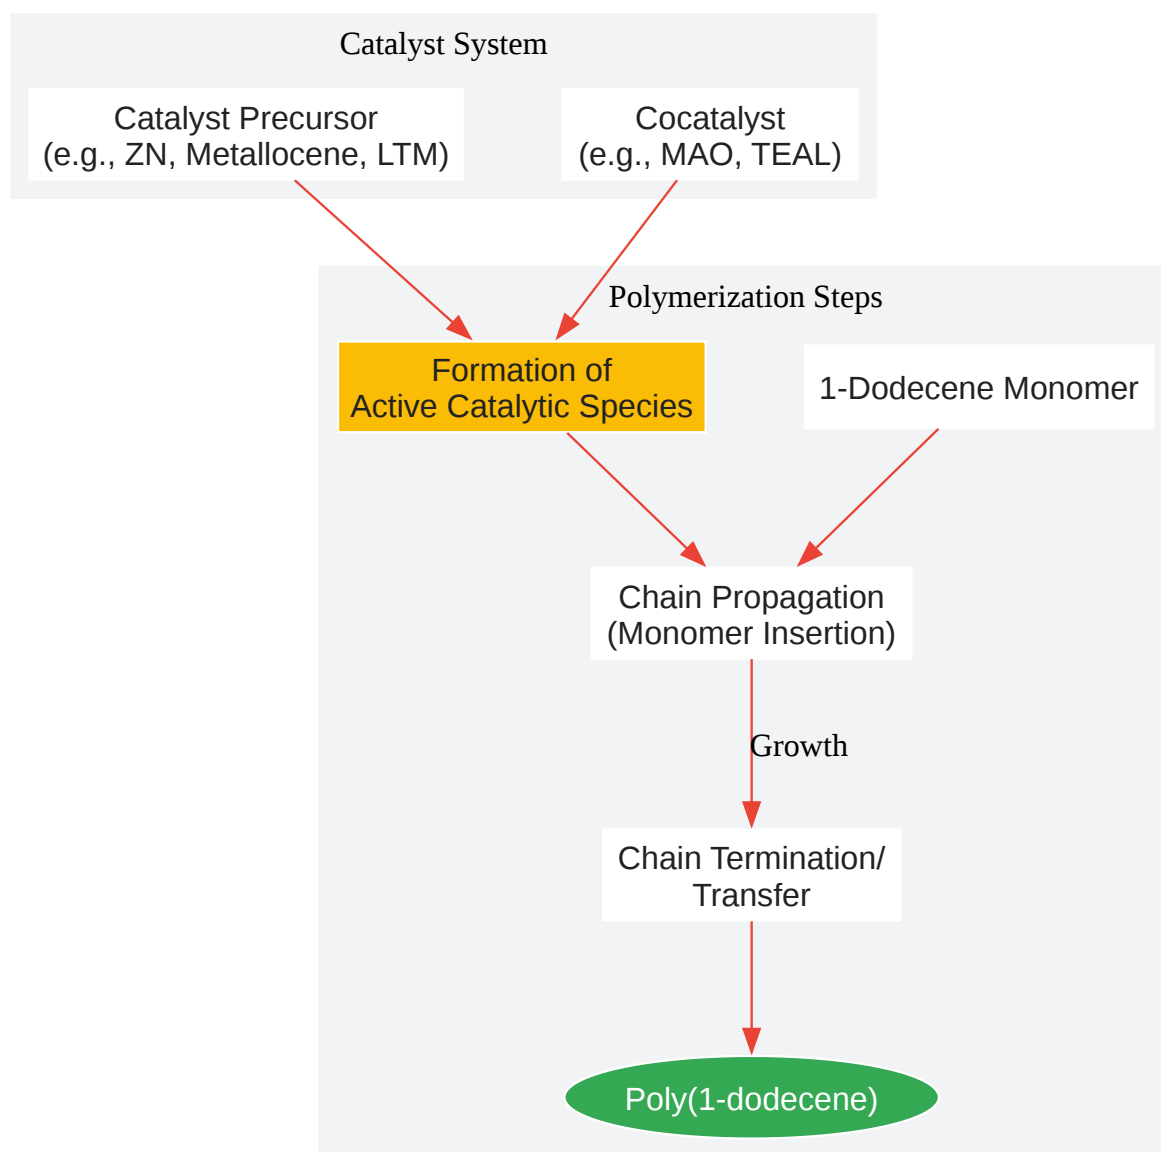 Catalyst System
Catalyst Precursor
(e.g., ZN, Metallocene, LTM)
Cocatalyst
(e.g., MAO, TEAL)
Polymerization Steps
Formation of
Active Catalytic Species
1-Dodecene Monomer
Chain Propagation
(Monomer Insertion)
Growth
Chain Termination/
Transfer
Poly(1-dodecene)